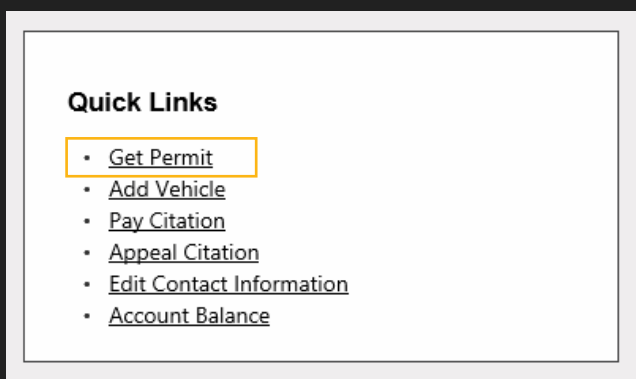 Quick Links
• Get Permit
• Add Vehicle
• Pay Citation
• Appeal Citation
• Edit Contact Information
• Account Balance